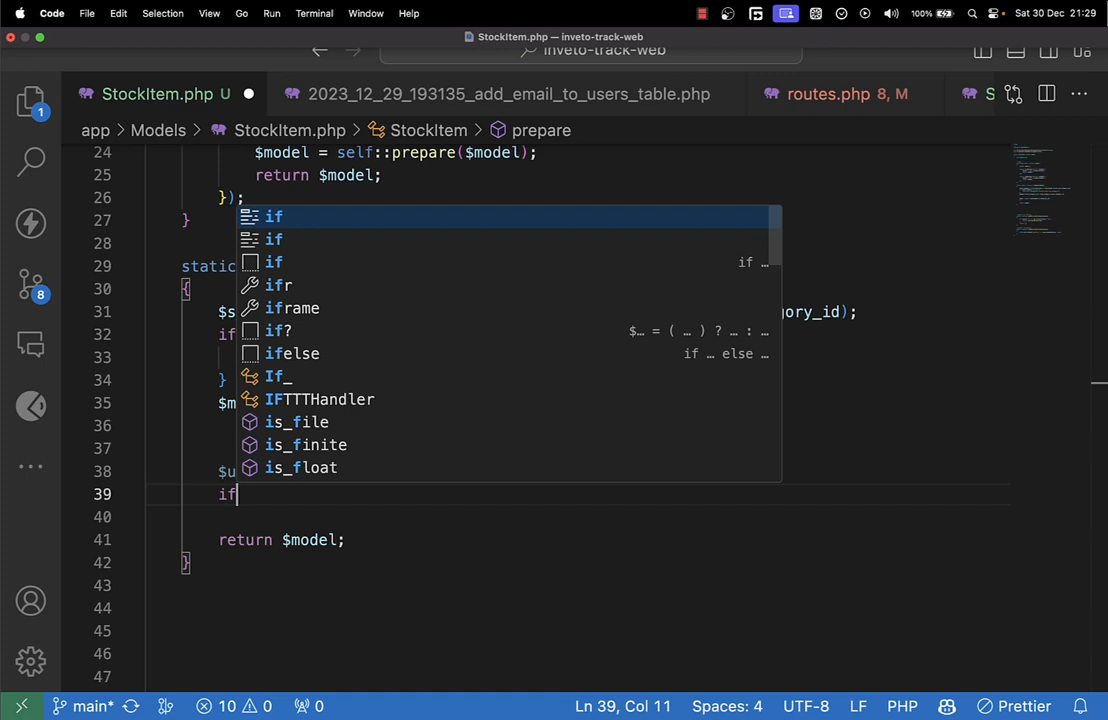 Code File Edit Selection View Go Run Terminal Window Help 100% Sat 30 Dec 21:29
StockItem.php — inveto-track-web
inveto-track-web
StockItem.php U 2023_12_29_193135_add_email_to_users_table.php routes.php 8, M S
app > Models > StockItem.php > StockItem > prepare
24 $model = self::prepare($model);
25 return $model;
26 });
27 }
28
29 static
30 {
31 $s ory_id);
32 if
33
34 }
35 $m
36
37
38 $u
39 if
40
41 return $model;
42 }
43
44
45
46
47
if
if
if if …
ifr
iframe
if? $… = ( … ) ? … : …
ifelse if … else …
If_
IFTTTHandler
is_file
is_finite
is_float
1
8
main* 10 0 0 Ln 39, Col 11 Spaces: 4 UTF-8 LF PHP Prettier